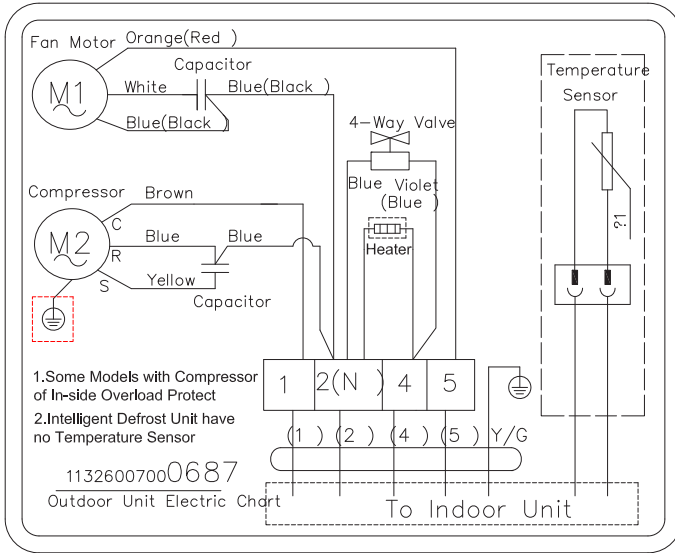 Fan Motor
Orange(Red )
Capacitor
M1
White
Blue(Black )
Blue(Black )
Temperature
Sensor
4-Way Valve
Blue
Violet
(Blue )
Heater
?1
Compressor
Brown
C
M2
Blue
Blue
R
S
Yellow
Capacitor
1.Some Models with Compressor
of In-side Overload Protect
2.Intelligent Defrost Unit have
no Temperature Sensor
1 2(N ) 4 5
(1 ) (2 ) (4 ) (5 ) Y/G
11326007000687
Outdoor Unit Electric Chart
To Indoor Unit